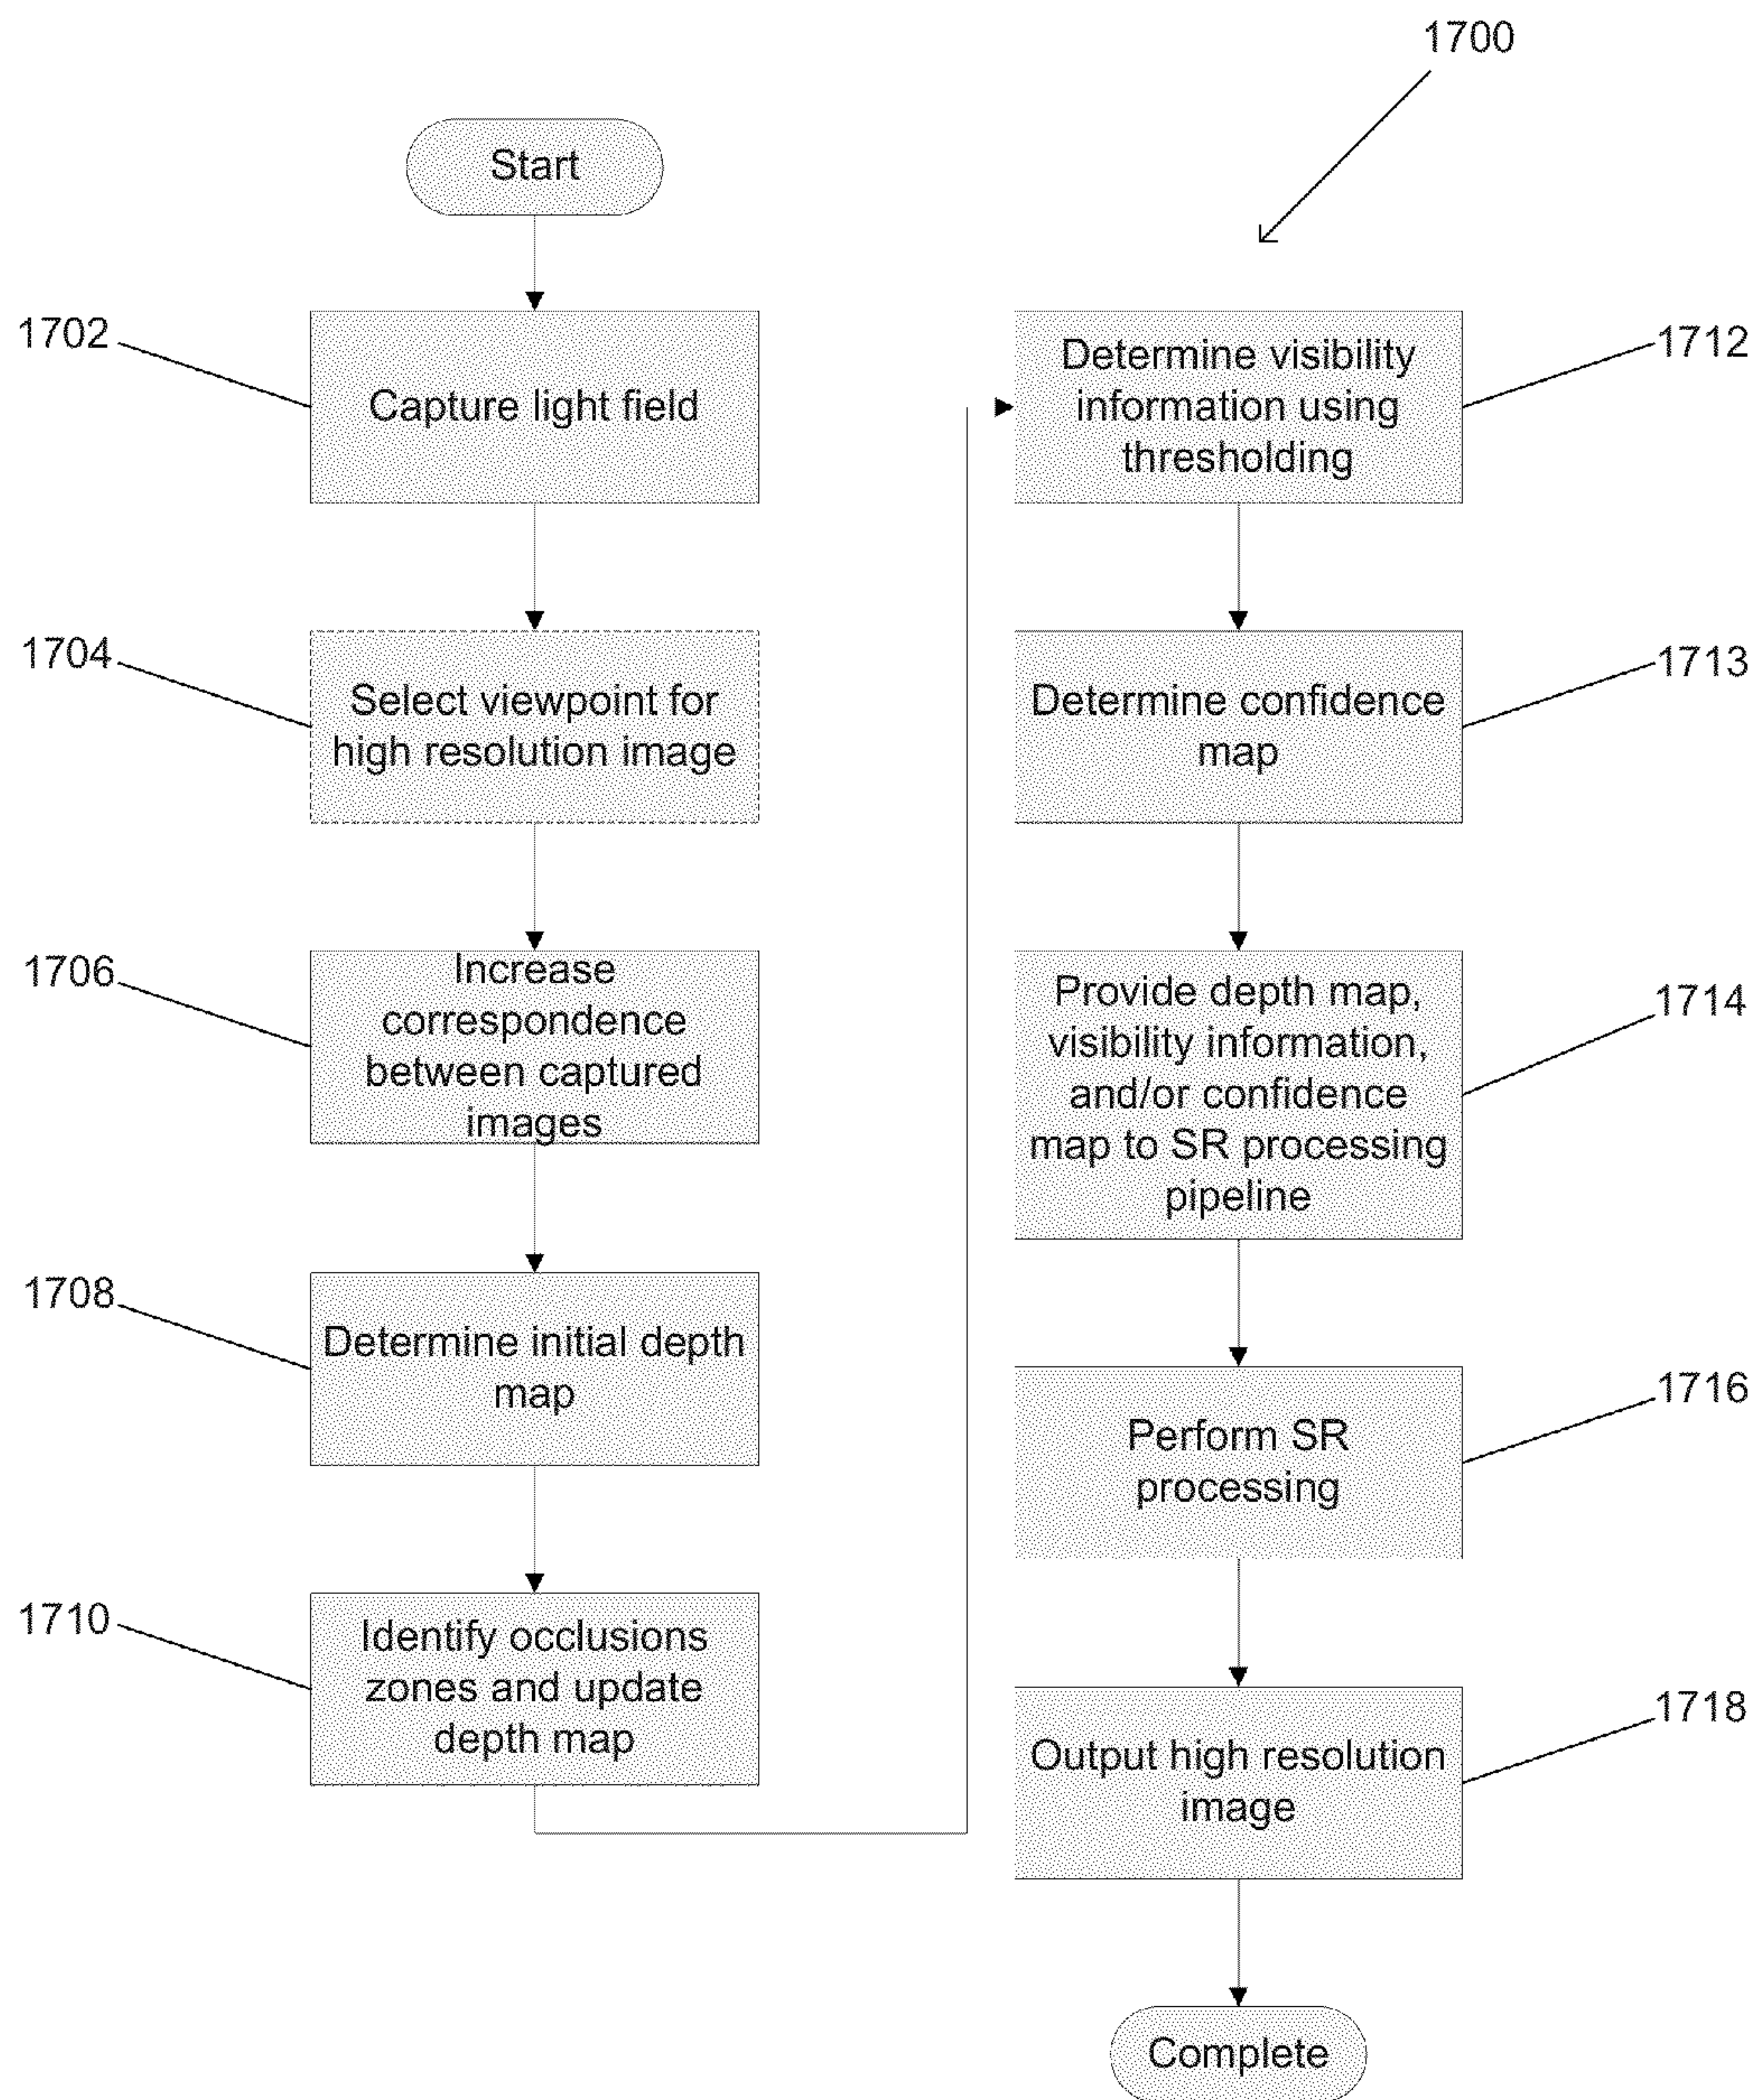 1700
Start
1702
Capture light field
1704
Select viewpoint for
high resolution image
1706
Increase
correspondence
between captured
images
1708
Determine initial depth
map
1710
Identify occlusions
zones and update
depth map
1712
Determine visibility
information using
thresholding
1713
Determine confidence
map
1714
Provide depth map,
visibility information,
and/or confidence
map to SR processing
pipeline
1716
Perform SR
processing
1718
Output high resolution
image
Complete